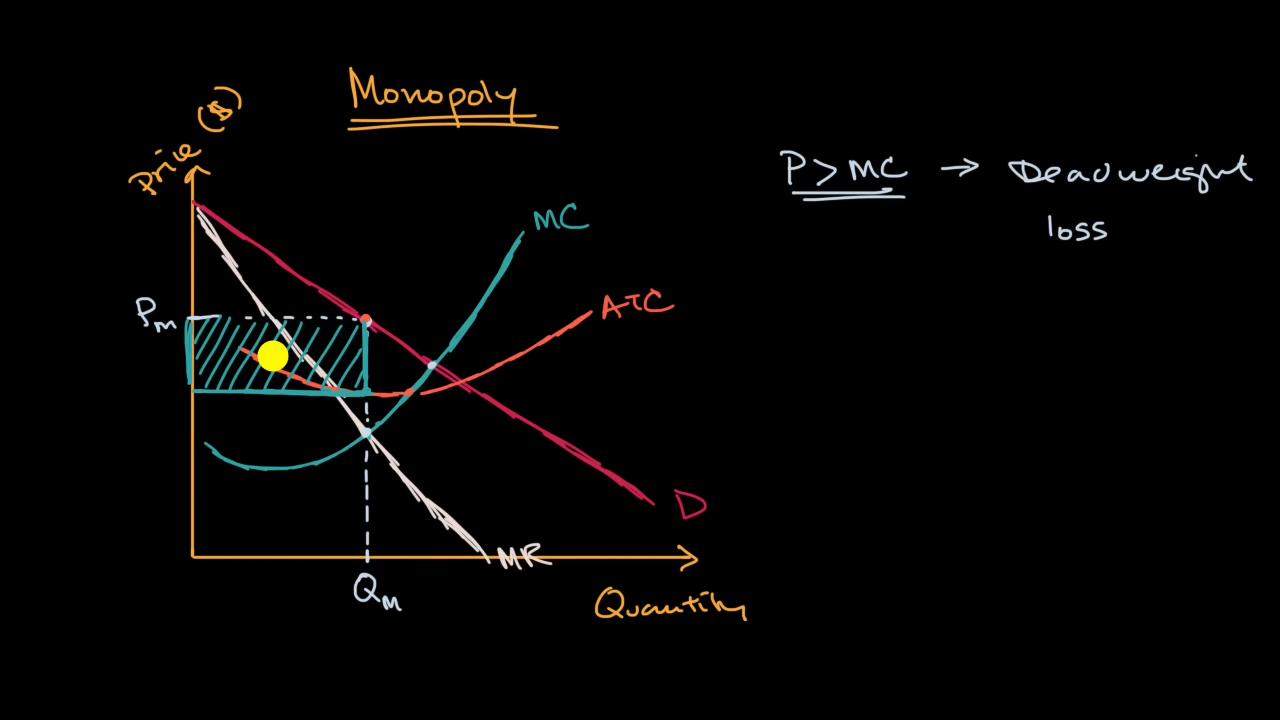 Monopoly
Price ($)
P > MC → Deadweight
loss
MC
ATC
Pm
D
MR
Qm
Quantity